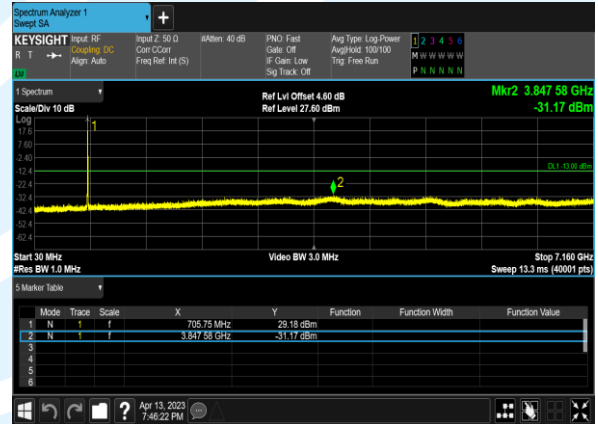 Spectrum Analyzer 1
Swept SA
+
KEYSIGHT Input: RF Input Z: 50 Ω #Atten: 40 dB PNO: Fast Avg Type: Log-Power 1 2 3 4 5 6
R T Coupling: DC Corr CCorr Gate: Off Avg|Hold: 100/100 M W W W W W
Align: Auto Freq Ref: Int (S) IF Gain: Low Trig: Free Run P N N N N N
LXI Sig Track: Off
1 Spectrum Ref Lvl Offset 4.60 dB Mkr2 3.847 58 GHz
Scale/Div 10 dB Ref Level 27.60 dBm -31.17 dBm
Log
17.6
7.60
-2.40
-12.4
-22.4
-32.4
-42.4
-52.4
-62.4
1
2
DL1 -13.00 dBm
Start 30 MHz Video BW 3.0 MHz Stop 7.160 GHz
#Res BW 1.0 MHz Sweep 13.3 ms (40001 pts)
5 Marker Table
Mode Trace Scale X Y Function Function Width Function Value
1 N 1 f 705.75 MHz 29.18 dBm
2 N 1 f 3.847 58 GHz -31.17 dBm
3
4
5
6
? Apr 13, 2023
7:46:22 PM